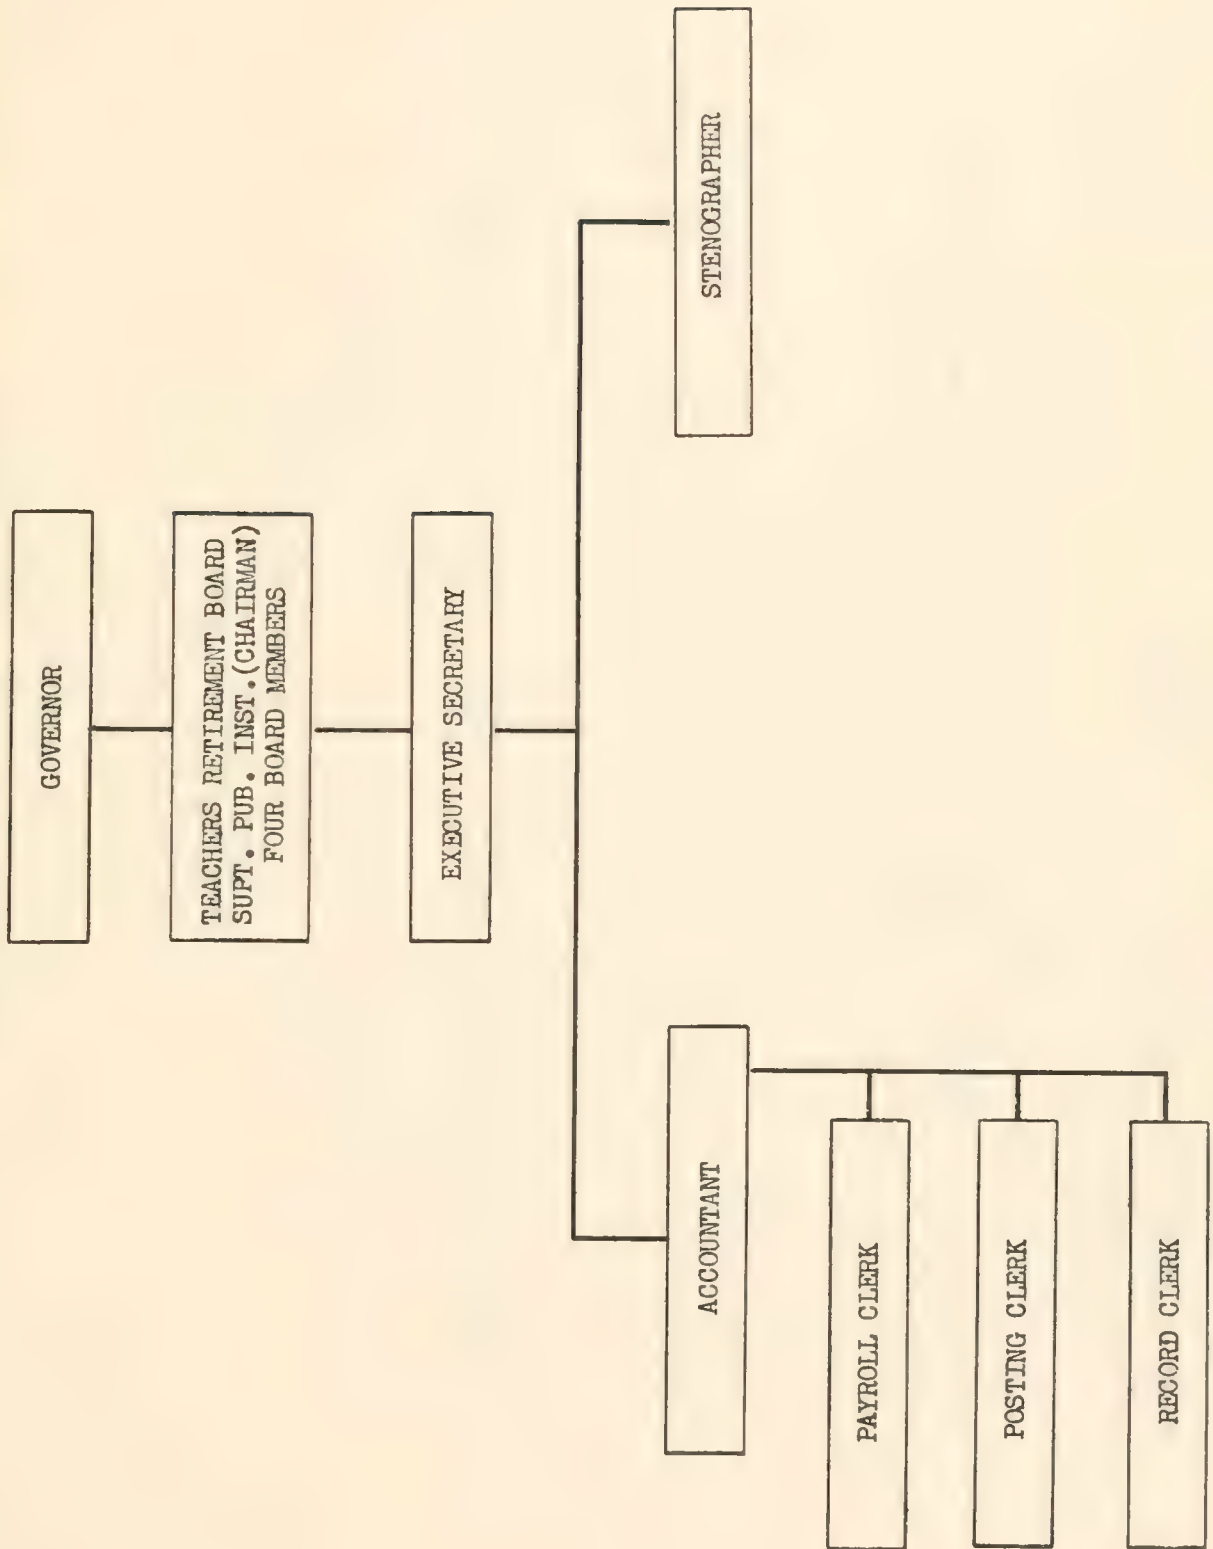 GOVERNOR
TEACHERS RETIREMENT BOARD
SUPT. PUB. INST.(CHAIRMAN)
FOUR BOARD MEMBERS
EXECUTIVE SECRETARY
ACCOUNTANT
STENOGRAPHER
PAYROLL CLERK
POSTING CLERK
RECORD CLERK